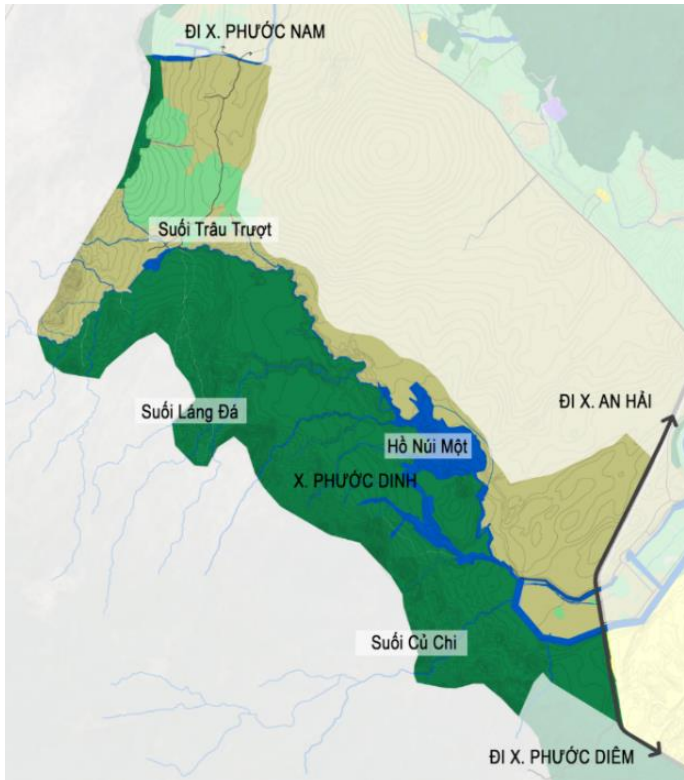 ĐI X. PHƯỚC NAM
Suối Trâu Trượt
ĐI X. AN HẢI
Suối Láng Đá
Hồ Núi Một
X. PHƯỚC DINH
Suối Củ Chi
ĐI X. PHƯỚC DIÊM